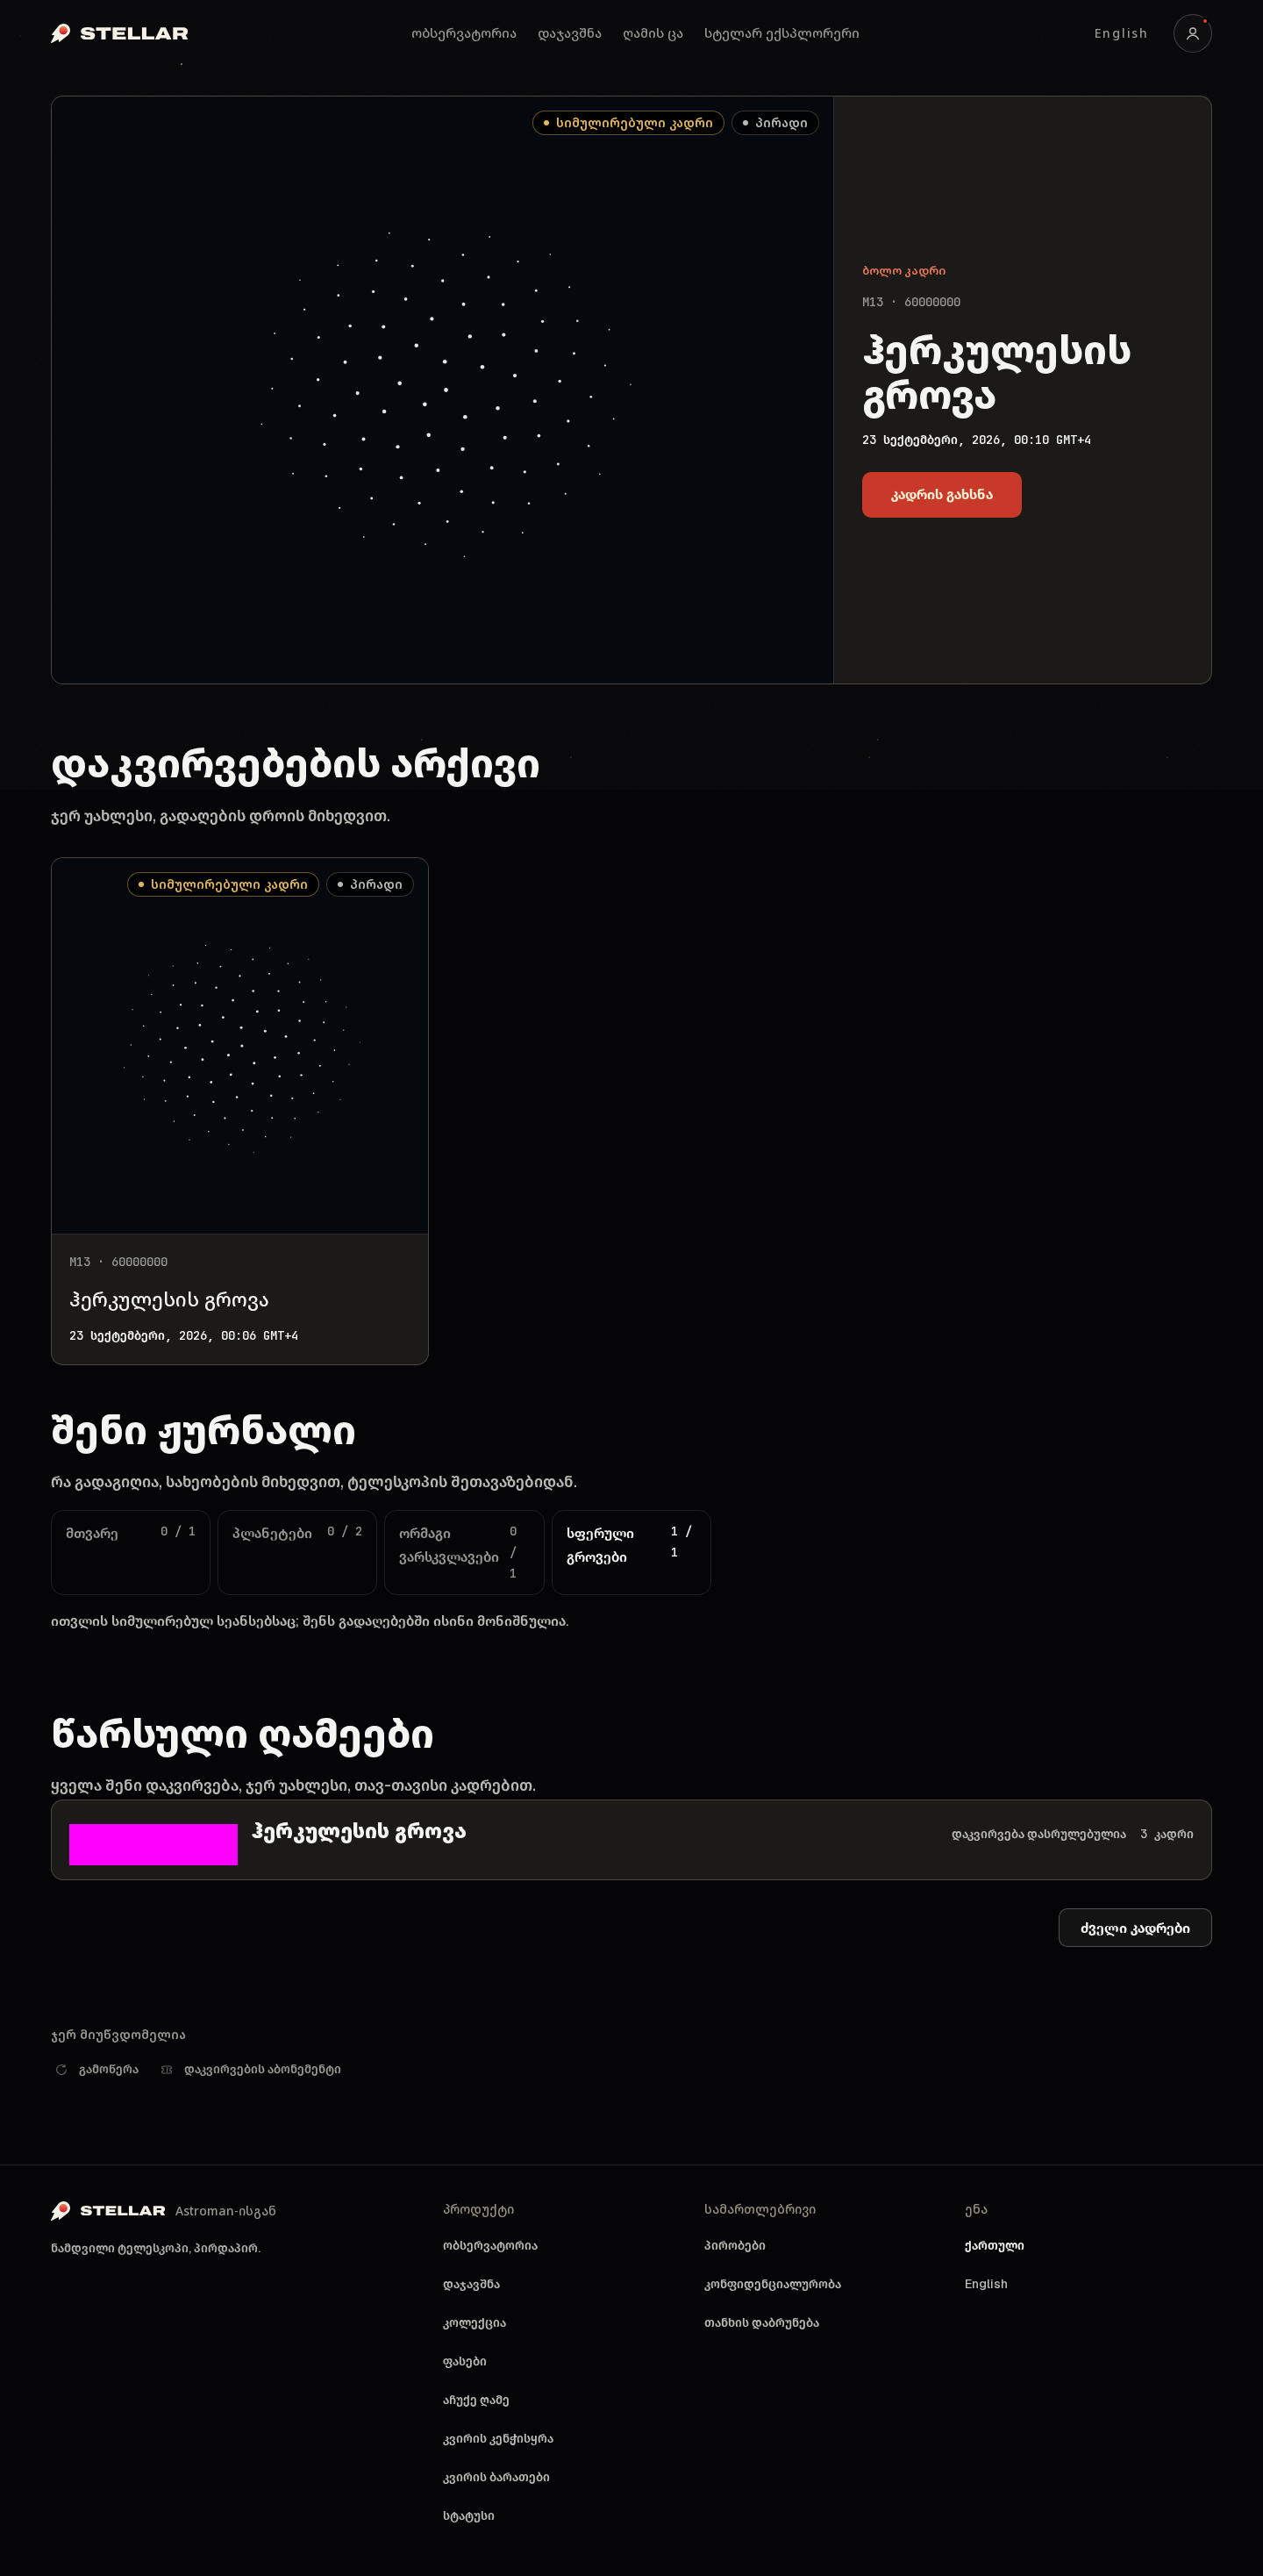 STELLAR
ობსერვატორია დაჯავშნა ღამის ცა სტელარ ექსპლორერი
English
სიმულირებული კადრი პირადი
ბოლო კადრი
M13 · 60000000
ჰერკულესის
გროვა
23 სექტემბერი, 2026, 00:10 GMT+4
კადრის გახსნა
დაკვირვებების არქივი
ჯერ უახლესი, გადაღების დროის მიხედვით.
სიმულირებული კადრი პირადი
M13 · 60000000
ჰერკულესის გროვა
23 სექტემბერი, 2026, 00:06 GMT+4
შენი ჟურნალი
რა გადაგიღია, სახეობების მიხედვით, ტელესკოპის შეთავაზებიდან.
მთვარე 0 / 1
პლანეტები 0 / 2
ორმაგი
ვარსკვლავები
0
/
1
სფერული
გროვები
1 /
1
ითვლის სიმულირებულ სეანსებსაც; შენს გადაღებებში ისინი მონიშნულია.
წარსული ღამეები
ყველა შენი დაკვირვება, ჯერ უახლესი, თავ-თავისი კადრებით.
ჰერკულესის გროვა
დაკვირვება დასრულებულია 3 კადრი
ძველი კადრები
ჯერ მიუწვდომელია
გამოწერა დაკვირვების აბონემენტი
STELLAR Astroman-ისგან
ნამდვილი ტელესკოპი, პირდაპირ.
პროდუქტი
ობსერვატორია
დაჯავშნა
კოლექცია
ფასები
აჩუქე ღამე
კვირის კენჭისყრა
კვირის ბარათები
სტატუსი
სამართლებრივი
პირობები
კონფიდენციალურობა
თანხის დაბრუნება
ენა
ქართული
English